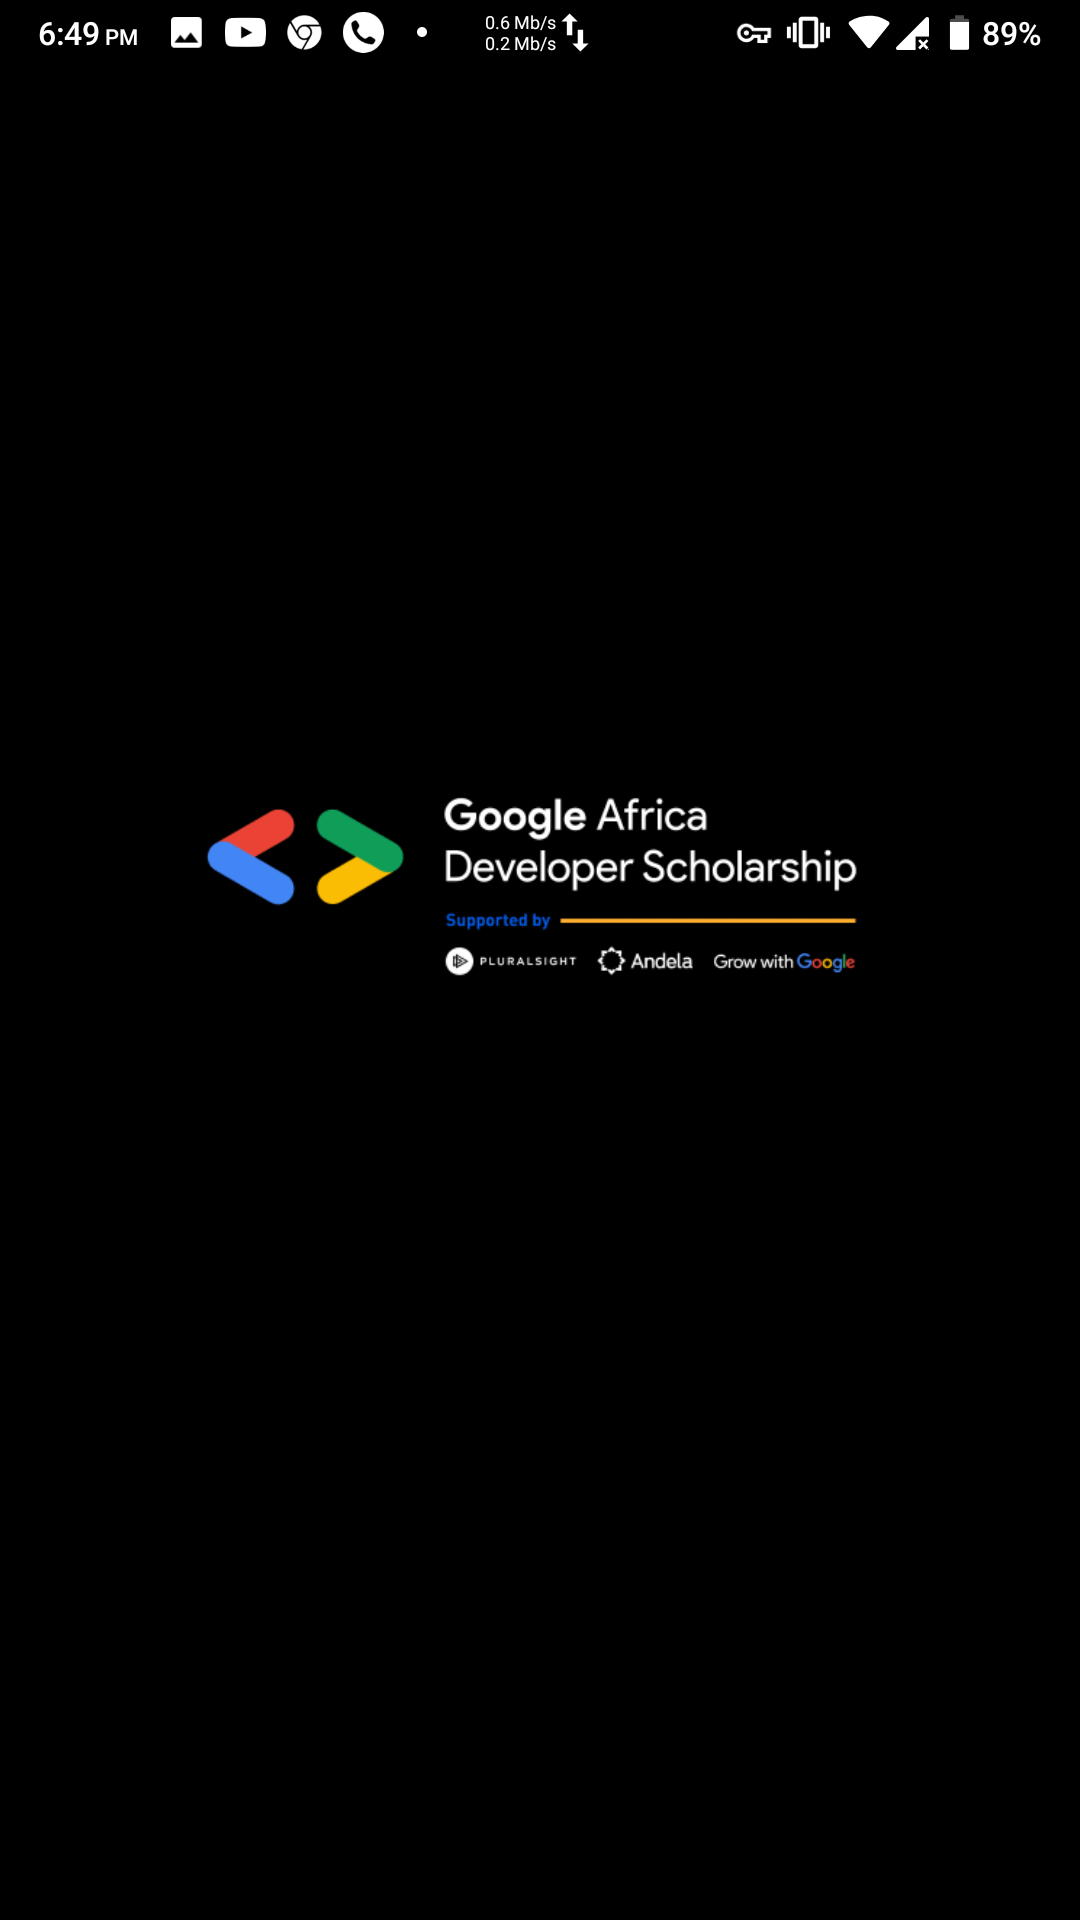 6:49 PM 0.6 Mb/s 89%
0.2 Mb/s
Google Africa
Developer Scholarship
Supported by
PLURALSIGHT Andela Grow with Google